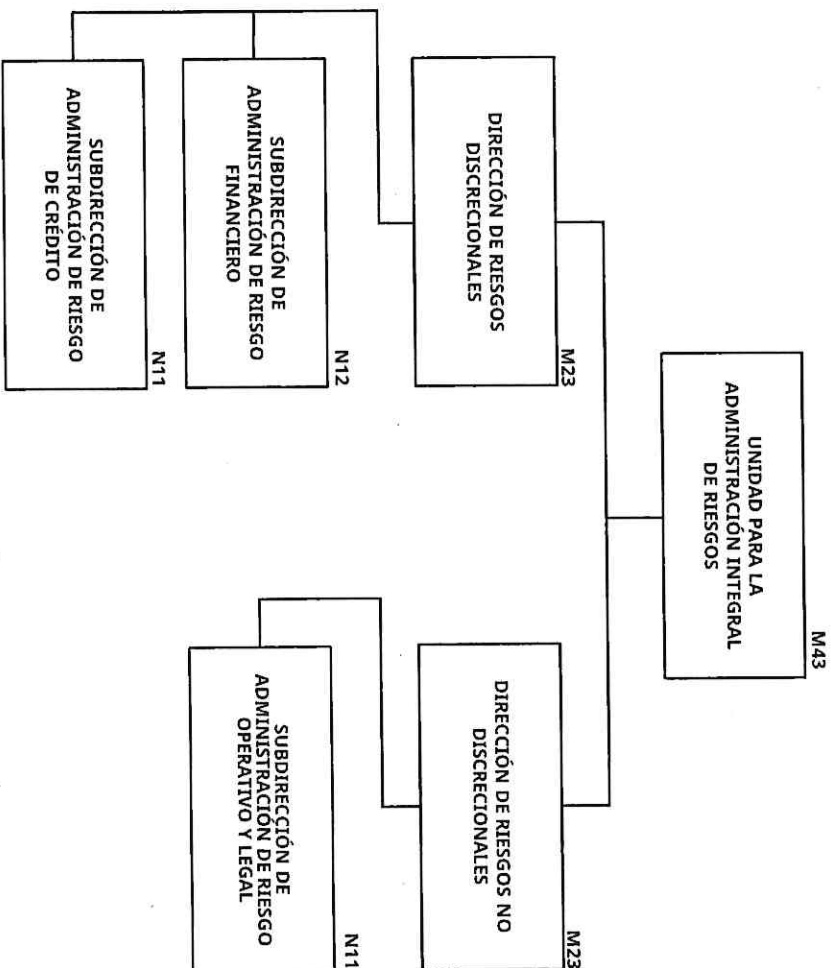 M43
UNIDAD PARA LA
ADMINISTRACIÓN INTEGRAL
DE RIESGOS
M23
DIRECCIÓN DE RIESGOS
DISCRECIONALES
N12
SUBDIRECCIÓN DE
ADMINISTRACIÓN DE RIESGO
FINANCIERO
N11
SUBDIRECCIÓN DE
ADMINISTRACIÓN DE RIESGO
DE CRÉDITO
M23
DIRECCIÓN DE RIESGOS NO
DISCRECIONALES
N11
SUBDIRECCIÓN DE
ADMINISTRACIÓN DE RIESGO
OPERATIVO Y LEGAL